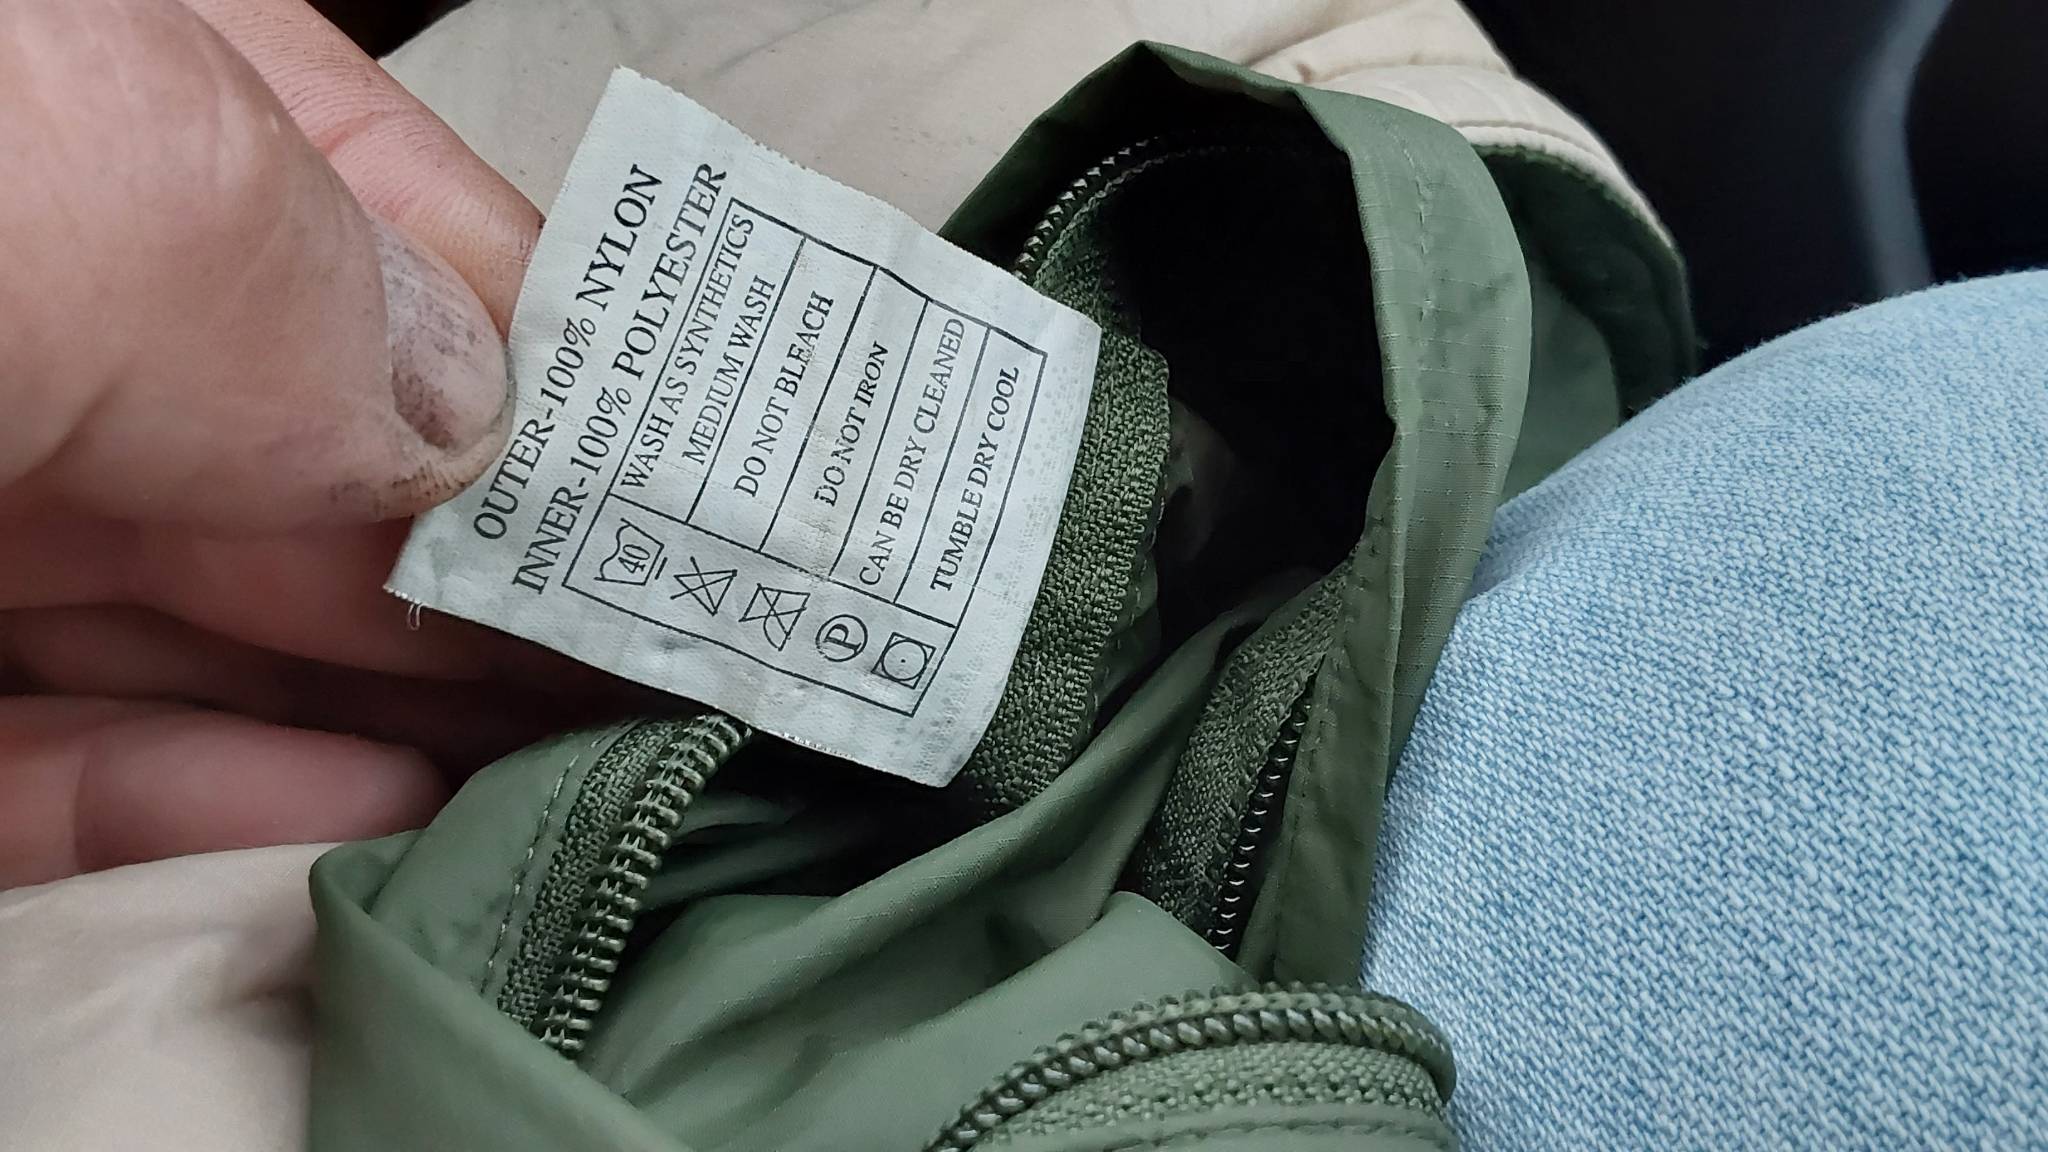 OUTER-100% NYLON
INNER-100% POLYESTER
WASH AS SYNTHETICS
MEDIUM WASH
40
DO NOT BLEACH
DO NOT IRON
CAN BE DRY CLEANED
P
TUMBLE DRY COOL